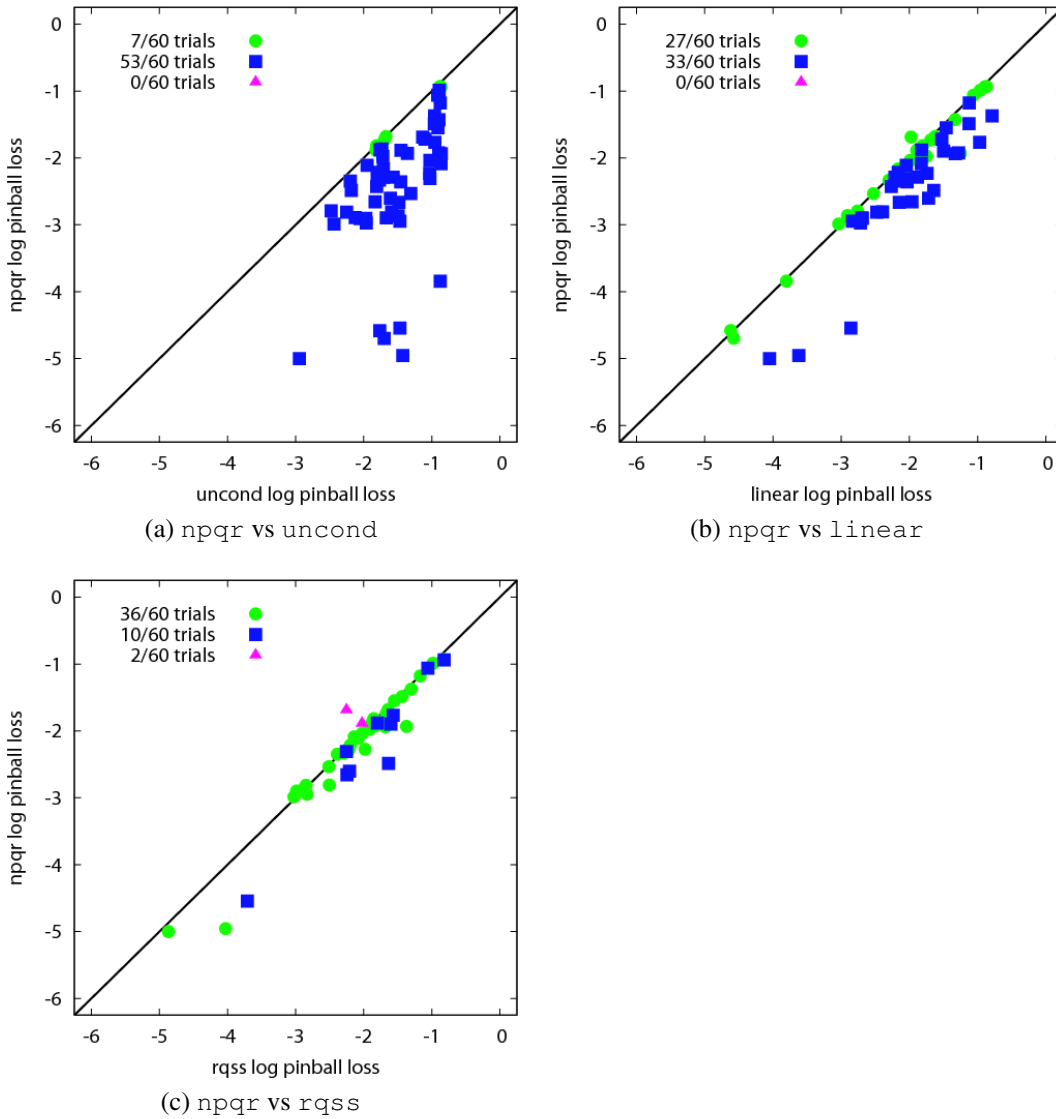 0
-1
-2
-3
-4
-5
-6
npqr log pinball loss
7/60 trials
53/60 trials
0/60 trials
-6 -5 -4 -3 -2 -1 0
uncond log pinball loss
(a) npqr vs uncond
0
-1
-2
-3
-4
-5
-6
npqr log pinball loss
27/60 trials
33/60 trials
0/60 trials
-6 -5 -4 -3 -2 -1 0
linear log pinball loss
(b) npqr vs linear
0
-1
-2
-3
-4
-5
-6
npqr log pinball loss
36/60 trials
10/60 trials
2/60 trials
-6 -5 -4 -3 -2 -1 0
rqss log pinball loss
(c) npqr vs rqss